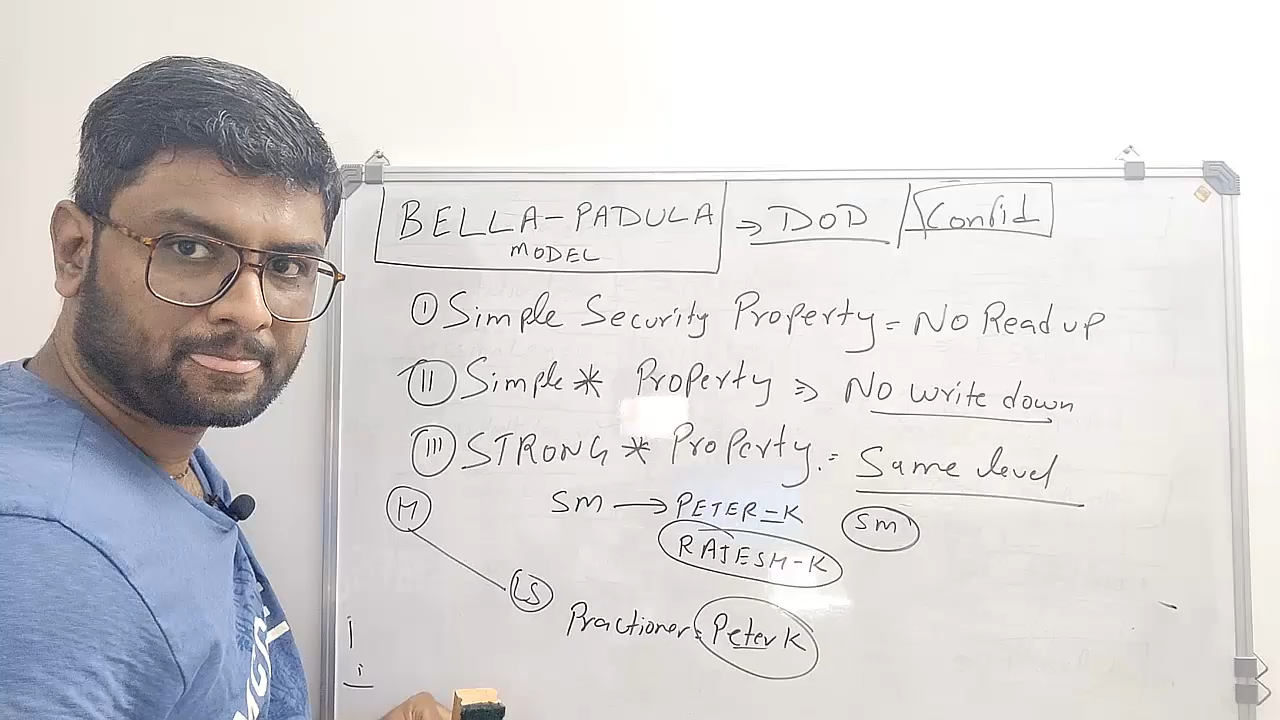 BELLA-PADULA → DOD / Confid
MODEL
I Simple Security Property = No Read up
II Simple * Property ⇒ No write down
III STRONG * Property = Same level
M SM → PETER-K SM
RAJESH-K
LS Practioner = Peter K